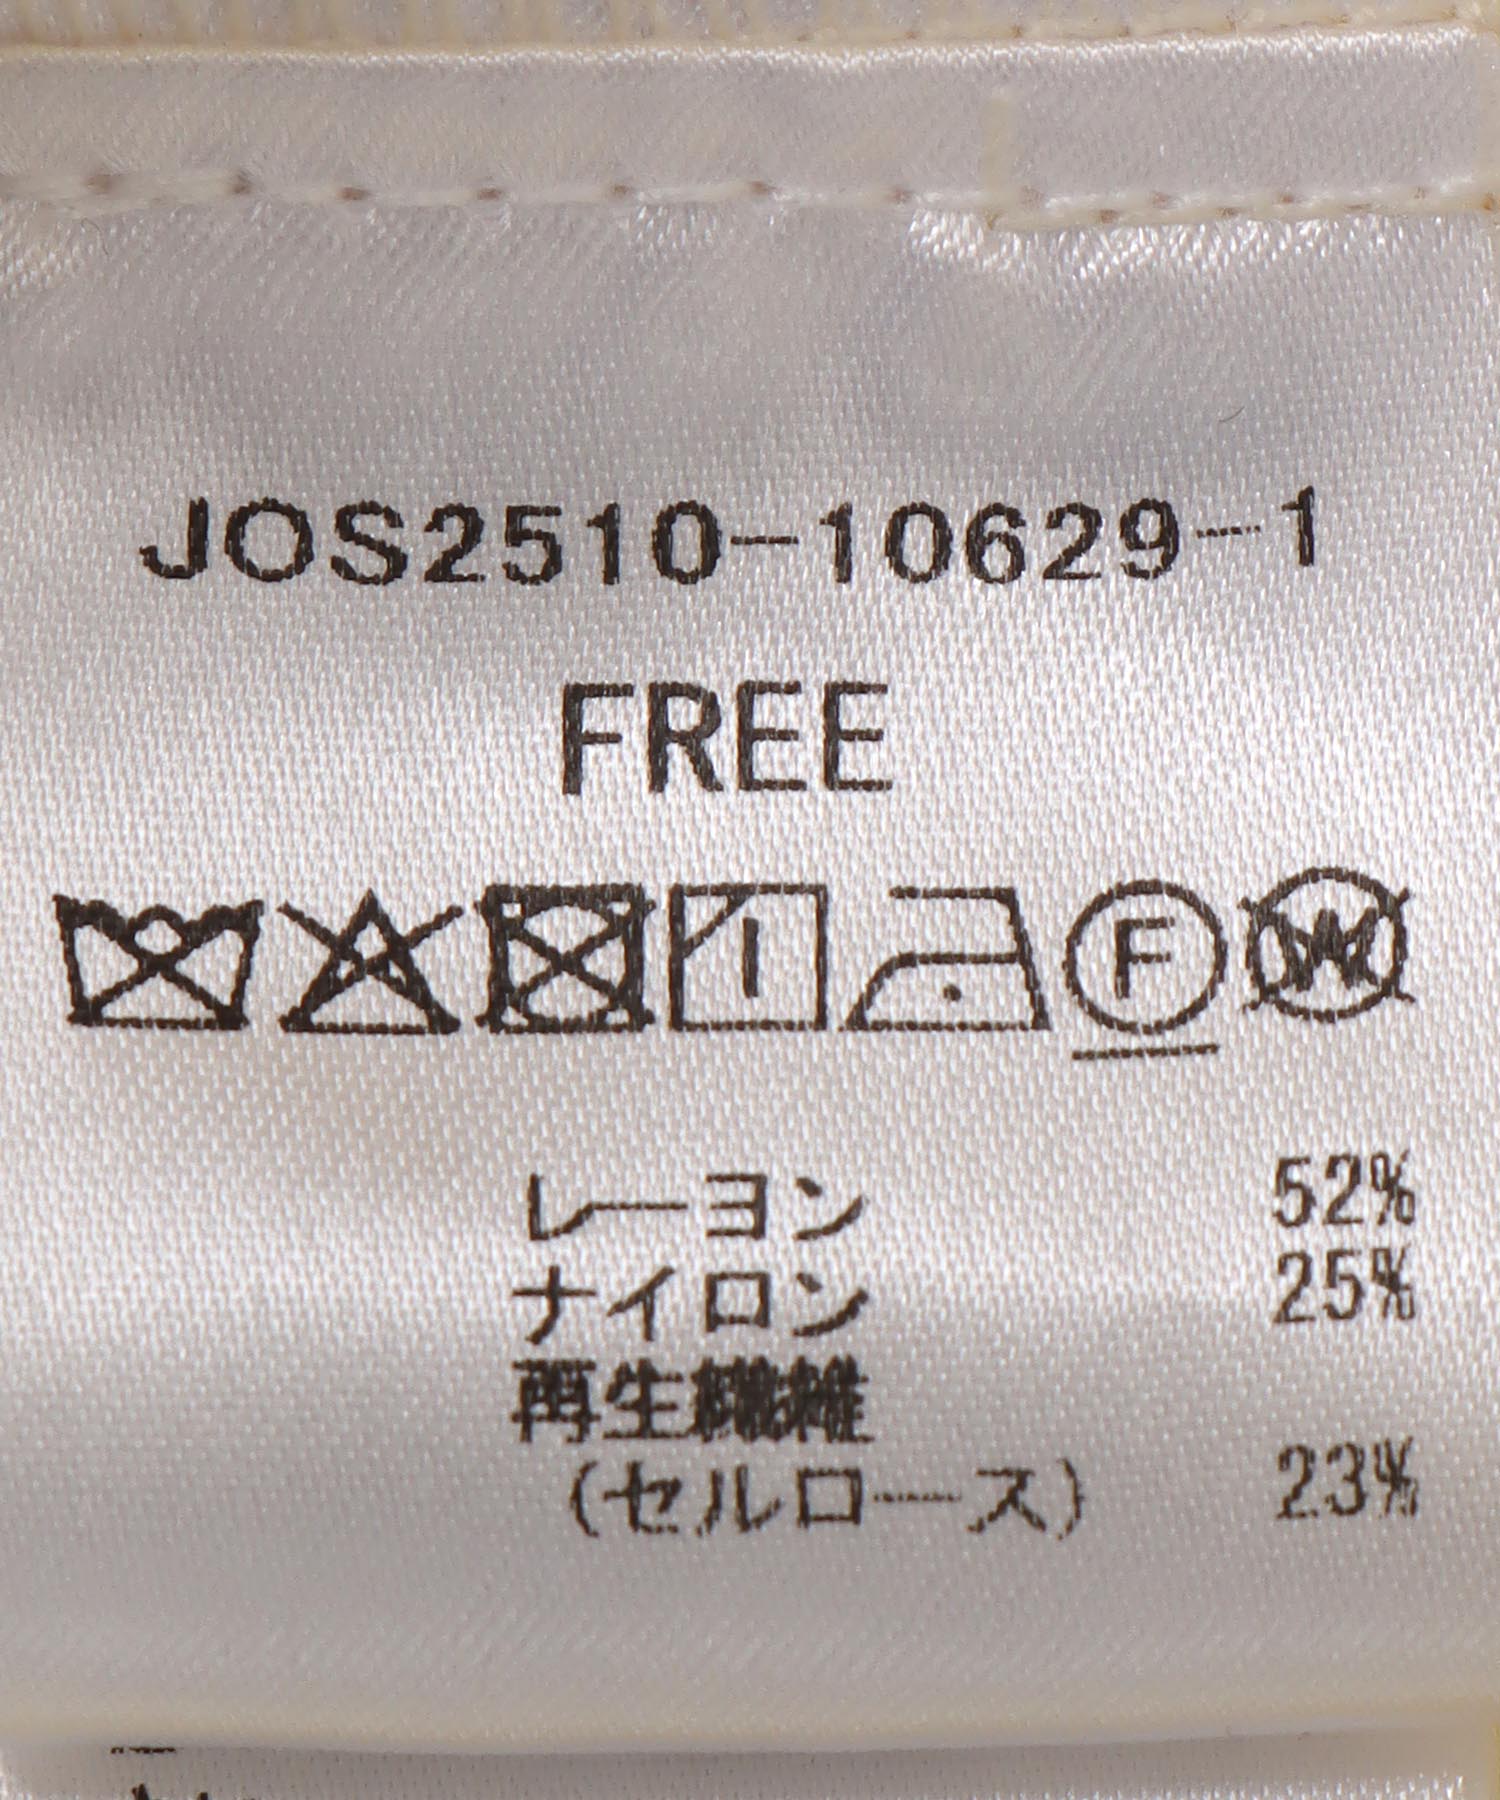 JOS2510-10629-1
FREE
F
W
レーヨン 52%
ナイロン 25%
再生繊維
(セルロース) 23%